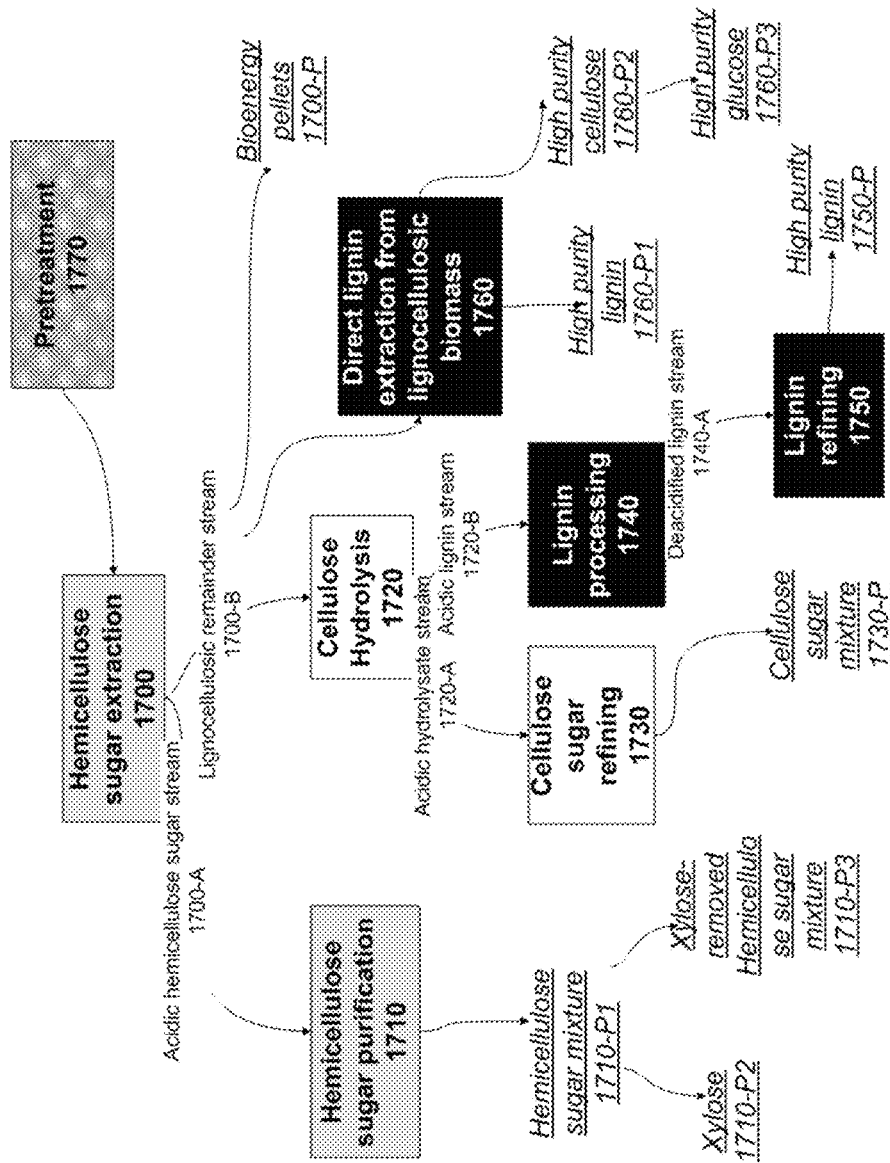 Pretreatment
1770
Hemicellulose
sugar extraction
1700
Acidic hemicellulose sugar stream
1700-A
Lignocellulosic remainder stream
1700-B
Bioenergy
pellets
1700-P
Hemicellulose
sugar purification
1710
Cellulose
Hydrolysis
1720
Direct lignin
extraction from
lignocellulosic
biomass
1760
Acidic hydrolysate stream
1720-A
Acidic lignin stream
1720-B
Hemicellulose
sugar mixture
1710-P1
Cellulose
sugar
refining
1730
Lignin
processing
1740
High purity
lignin
1760-P1
High purity
cellulose
1760-P2
Deacidified lignin stream
1740-A
Xylose
1710-P2
Xylose-
removed
Hemicellulo
se sugar
mixture
1710-P3
Cellulose
sugar
mixture
1730-P
Lignin
refining
1750
High purity
lignin
1750-P
High purity
glucose
1760-P3